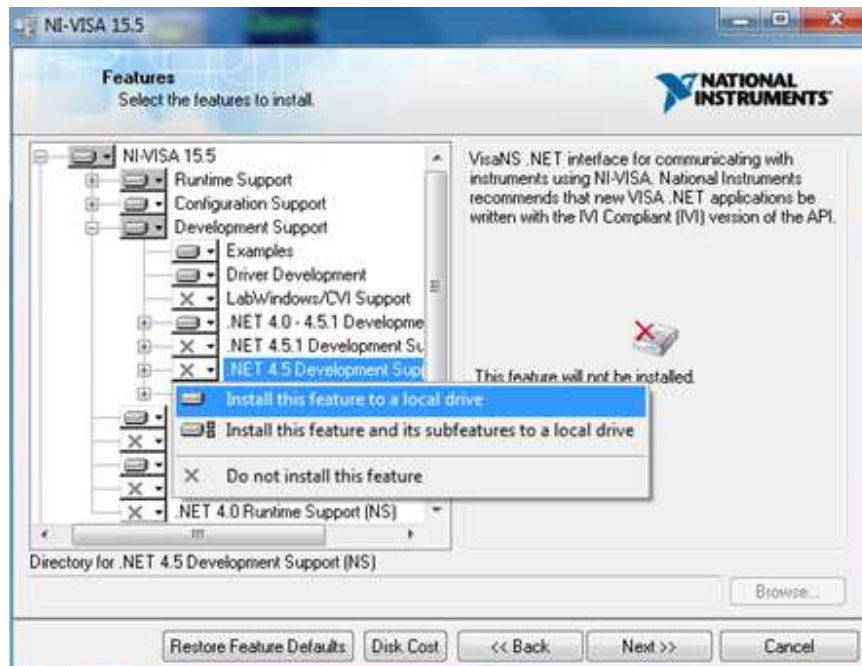 NI-VISA 15.5
Features
Select the features to install.
NATIONAL
INSTRUMENTS
NI-VISA 15.5
Runtime Support
Configuration Support
Development Support
Examples
Driver Development
LabWindows/CVI Support
.NET 4.0 - 4.5.1 Developme
.NET 4.5.1 Development Su
.NET 4.5 Development Sup
.NET 4.0 Runtime Support (NS)
Install this feature to a local drive
Install this feature and its subfeatures to a local drive
Do not install this feature
VisaNS .NET interface for communicating with
instruments using NI-VISA. National Instruments
recommends that new VISA .NET applications be
written with the IVI Compliant (IVI) version of the API.
This feature will not be installed.
Directory for .NET 4.5 Development Support (NS)
Browse...
Restore Feature Defaults
Disk Cost
<< Back
Next >>
Cancel